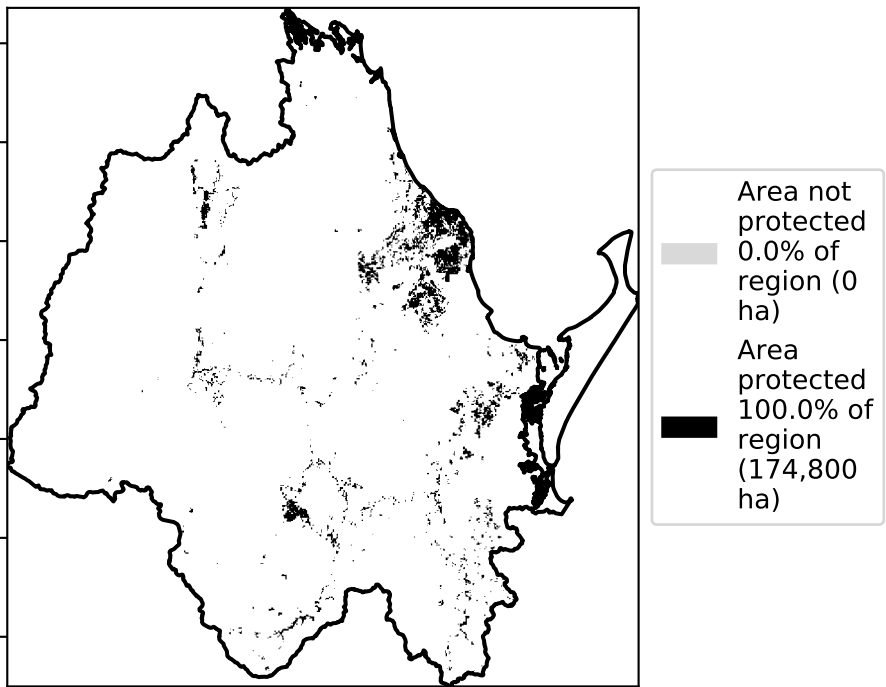 Area not
protected
0.0% of
region (0
ha)
Area
protected
100.0% of
region
(174,800
ha)